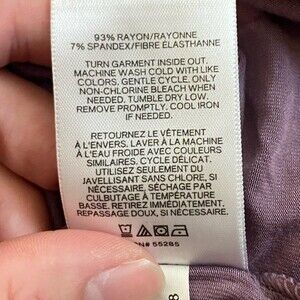 93% RAYON/RAYONNE
7% SPANDEX/FIBRE ÉLASTHANNE
TURN GARMENT INSIDE OUT.
MACHINE WASH COLD WITH LIKE
COLORS, GENTLE CYCLE. ONLY
NON-CHLORINE BLEACH WHEN
NEEDED. TUMBLE DRY LOW.
REMOVE PROMPTLY. COOL IRON
IF NEEDED.
RETOURNEZ LE VÊTEMENT
À L'ENVERS. LAVER À LA MACHINE
À L'EAU FROIDE AVEC COULEURS
SIMILAIRES. CYCLE DÉLICAT.
UTILISEZ SEULEMENT DU
JAVELLISANT SANS CHLORE, SI
NÉCESSAIRE, SÉCHAGE PAR
CULBUTAGE À TEMPÉRATURE
BASSE. RETIREZ IMMÉDIATEMENT.
REPASSAGE DOUX, SI NÉCESSAIRE.
N# 55285
8